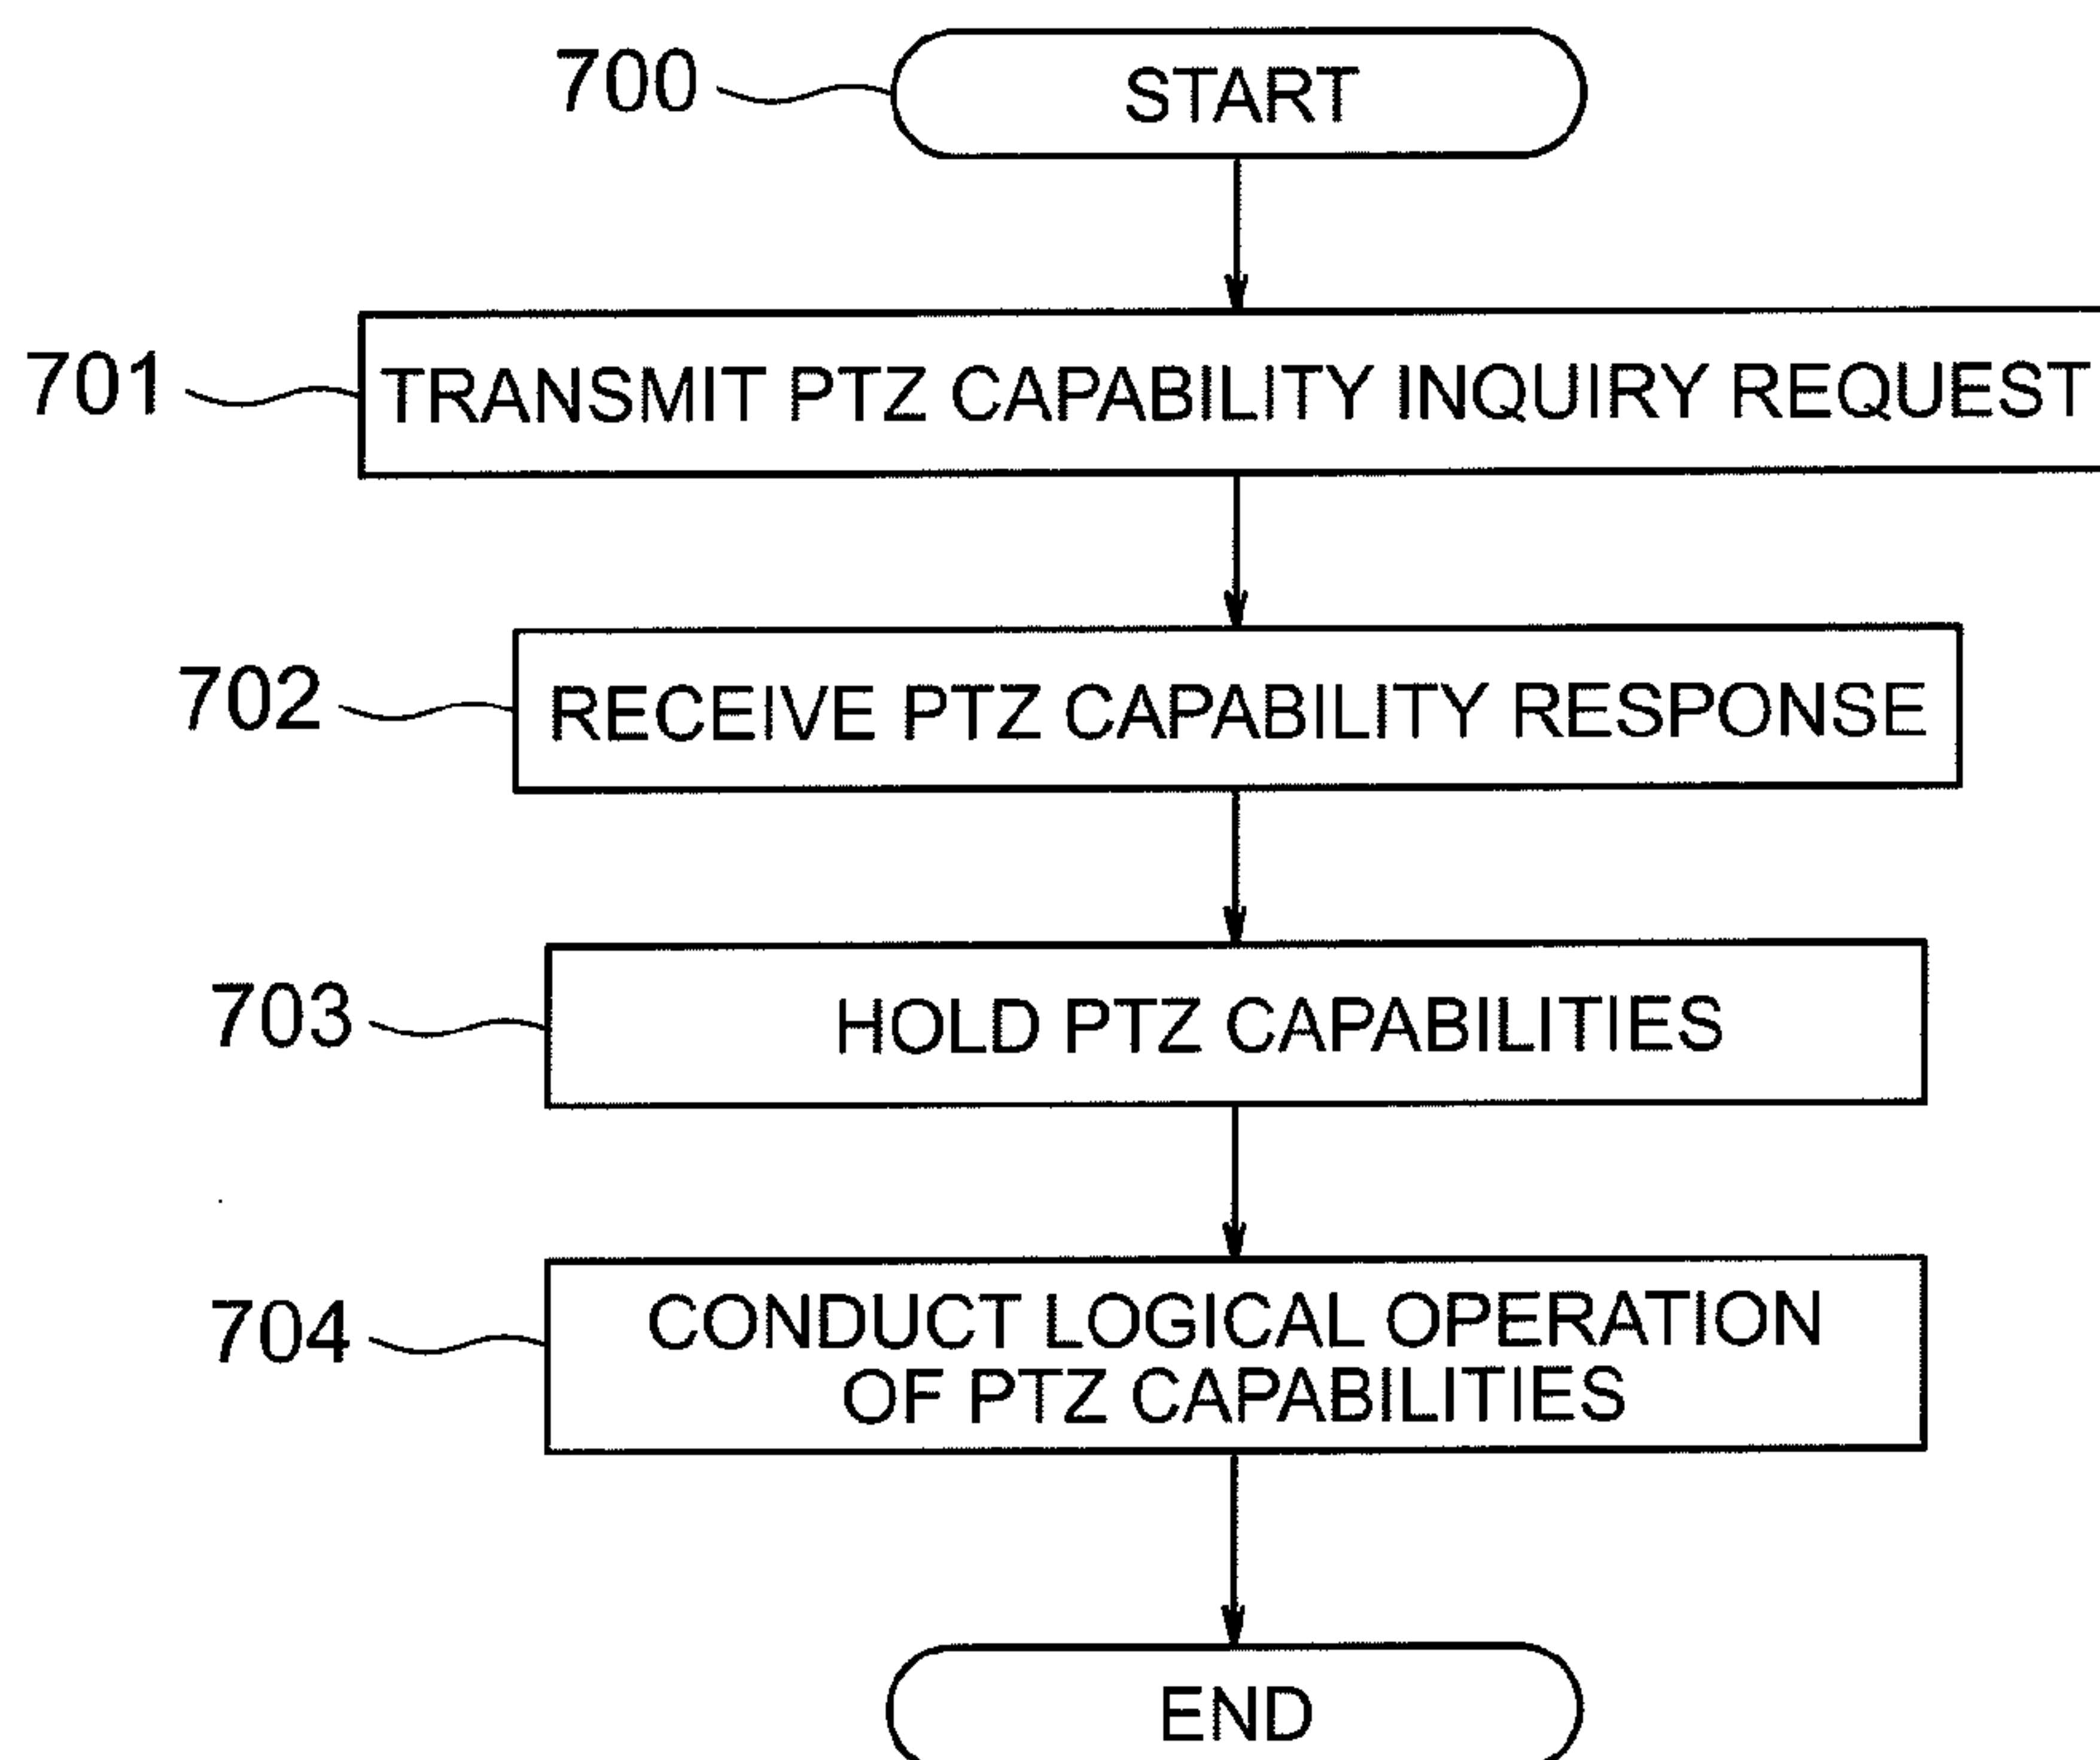 700 START
701 TRANSMIT PTZ CAPABILITY INQUIRY REQUEST
702 RECEIVE PTZ CAPABILITY RESPONSE
703 HOLD PTZ CAPABILITIES
704 CONDUCT LOGICAL OPERATION
OF PTZ CAPABILITIES
END